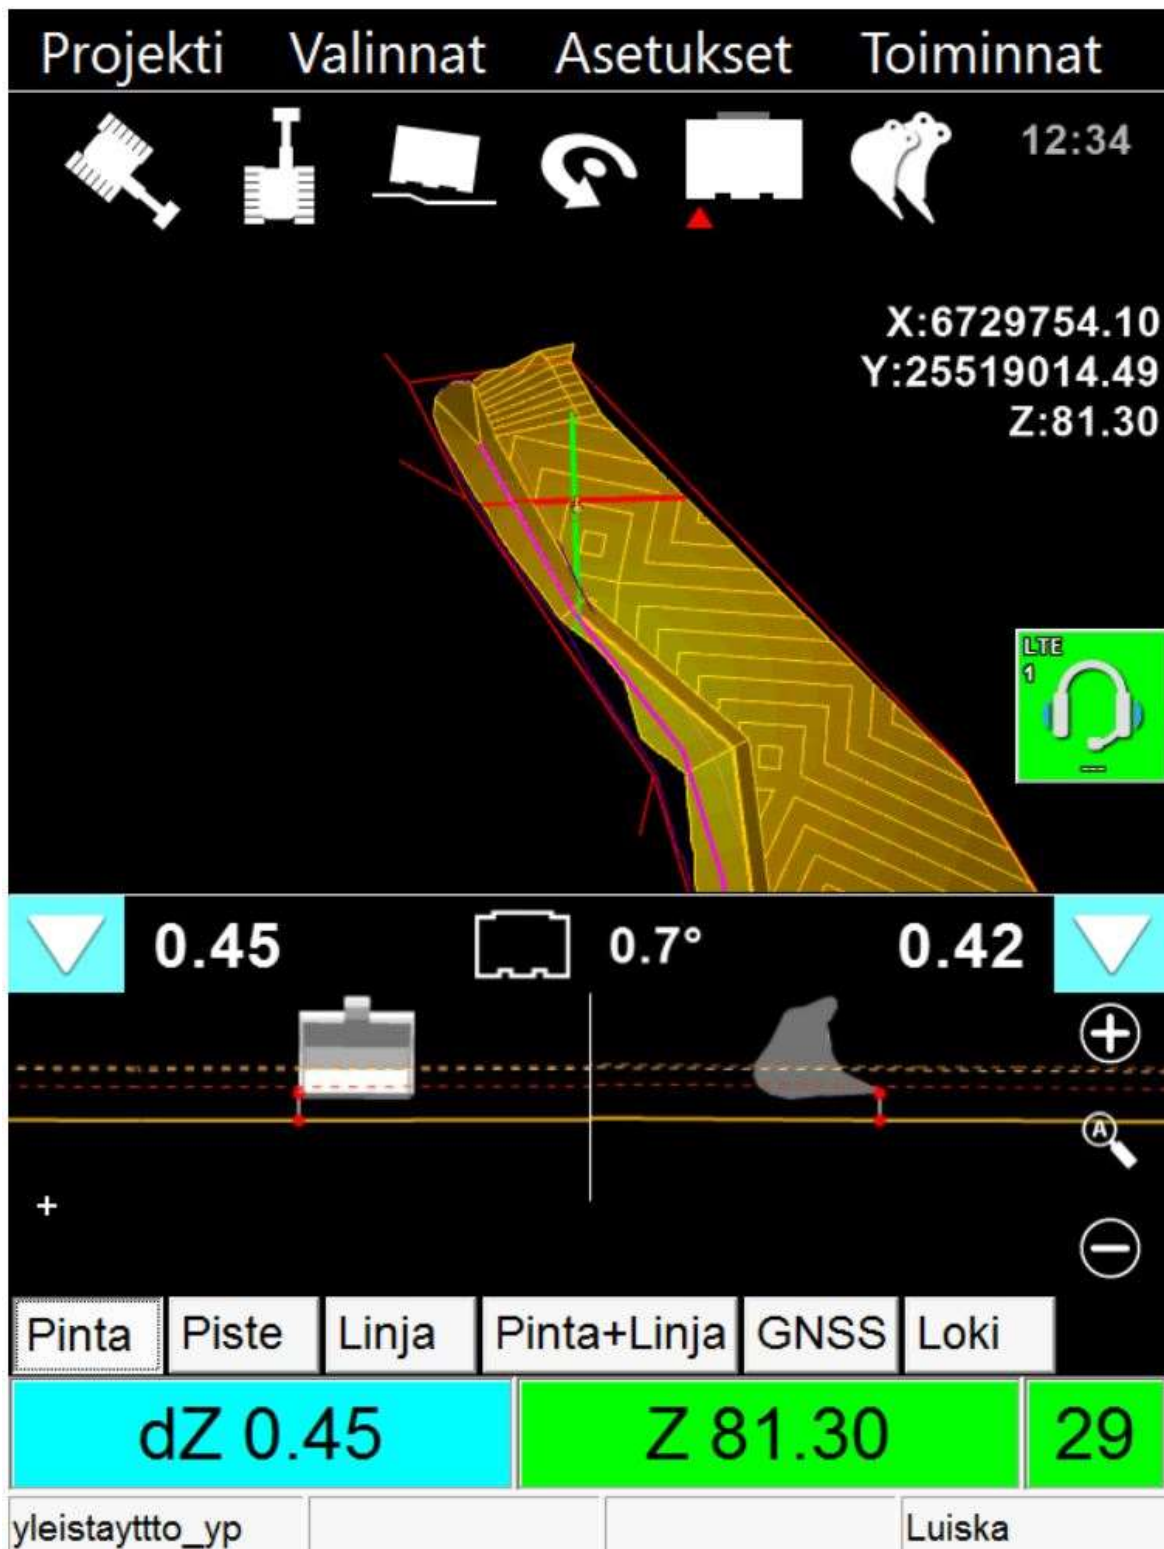 Projekti Valinnat Asetukset Toiminnat
12:34
X:6729754.10
Y:25519014.49
Z:81.30
LTE
1
---
0.45 0.7° 0.42
A
Pinta Piste Linja Pinta+Linja GNSS Loki
dZ 0.45 Z 81.30 29
yleistayttto_yp Luiska